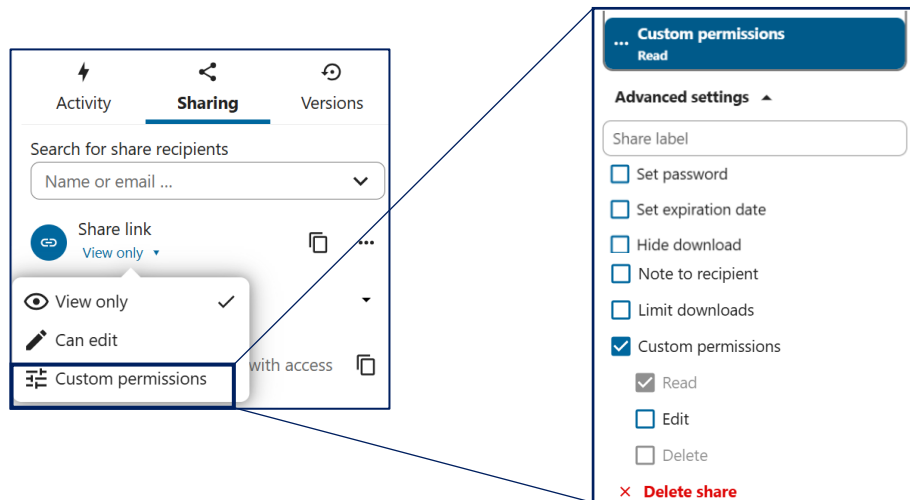 Activity
Sharing
Versions
Search for share recipients
Name or email ...
Share link
View only
View only
Can edit
Custom permissions
with access
... Custom permissions
Read
Advanced settings
Share label
Set password
Set expiration date
Hide download
Note to recipient
Limit downloads
Custom permissions
Read
Edit
Delete
Delete share